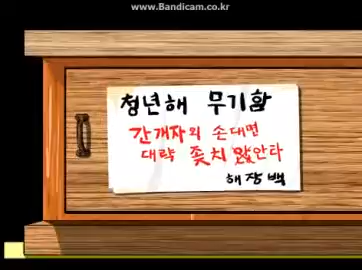 www.Bandicam.co.kr
청년해 무기함
간개자의 손대면
대략 좆치 않안타
해장백